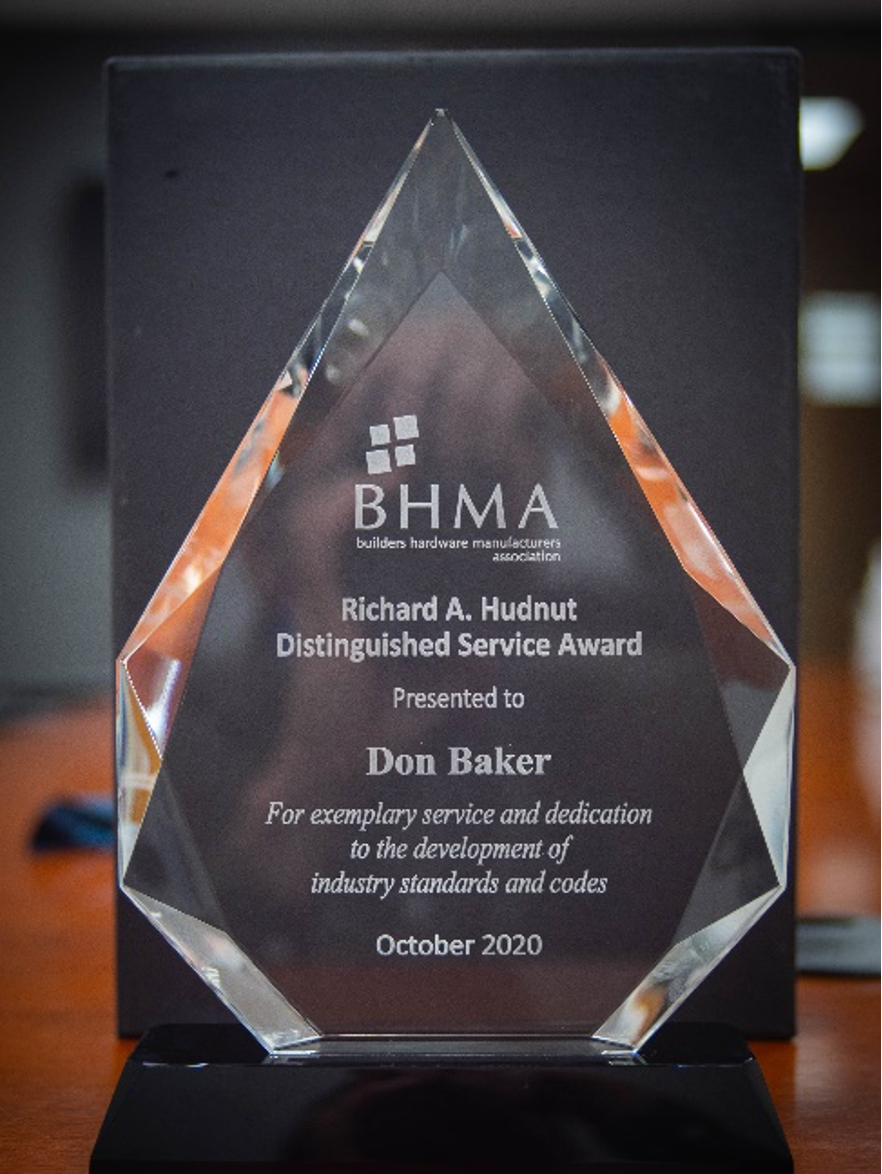 BHMA
builders hardware manufacturers
association
Richard A. Hudnut
Distinguished Service Award
Presented to
Don Baker
For exemplary service and dedication
to the development of
industry standards and codes
October 2020